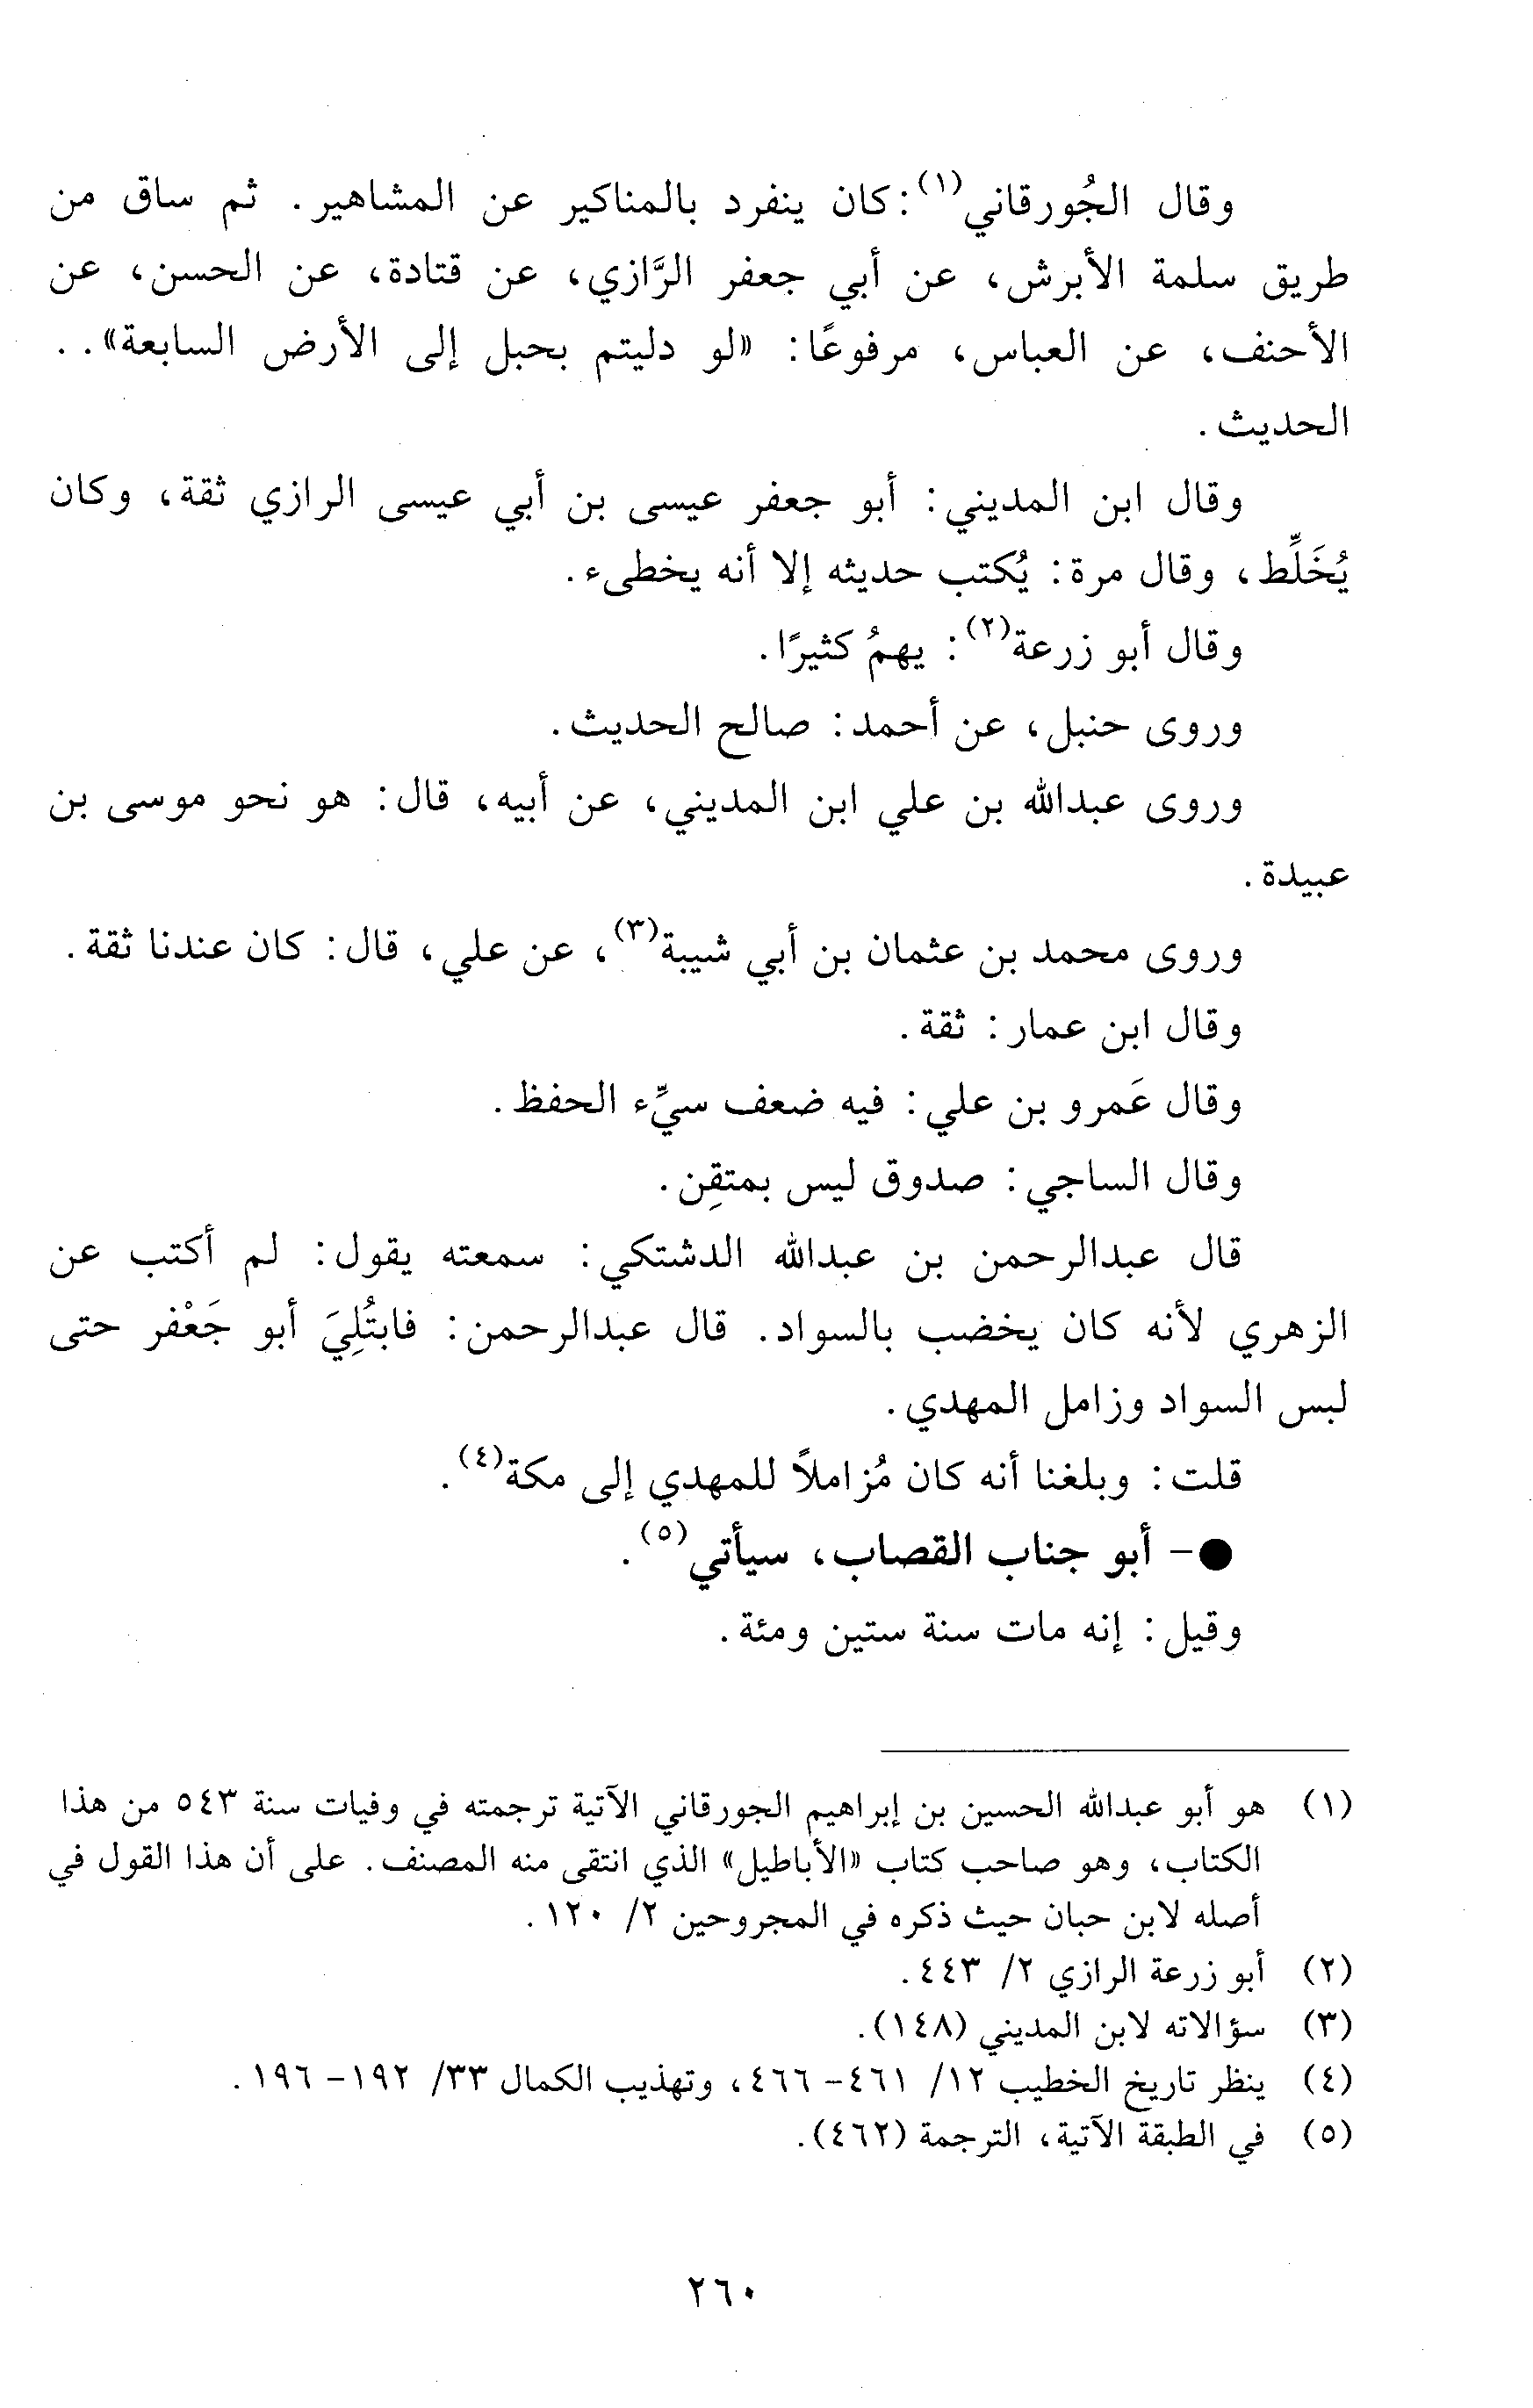 وقال الجُورقاني(١): كان ينفرد بالمناكير عن المشاهير. ثم ساق من
طريق سلمة الأبرش، عن أبي جعفر الرَّازي، عن قتادة، عن الحسن، عن
الأحنف، عن العباس، مرفوعًا: «لو دليتم بحبل إلى الأرض السابعة»..
الحديث.
وقال ابن المديني: أبو جعفر عيسى بن أبي عيسى الرازي ثقة، وكان
يُخَلِّط، وقال مرة: يُكتب حديثه إلا أنه يخطىء.
وقال أبو زرعة(٢): يهمُ كثيرًا.
وروى حنبل، عن أحمد: صالح الحديث.
وروى عبدالله بن علي ابن المديني، عن أبيه، قال: هو نحو موسى بن
عبيدة.
وروى محمد بن عثمان بن أبي شيبة(٣)، عن علي، قال: كان عندنا ثقة.
وقال ابن عمار: ثقة.
وقال عَمرو بن علي: فيه ضعف سيِّء الحفظ.
وقال الساجي: صدوق ليس بمتقِن.
قال عبدالرحمن بن عبدالله الدشتكي: سمعته يقول: لم أكتب عن
الزهري لأنه كان يخضب بالسواد. قال عبدالرحمن: فابتُلِيَ أبو جَعْفر حتى
لبس السواد وزامل المهدي.
قلت: وبلغنا أنه كان مُزاملاً للمهدي إلى مكة(٤).
●- أبو جناب القصاب، سيأتي(٥).
وقيل: إنه مات سنة ستين ومئة.
(١) هو أبو عبدالله الحسين بن إبراهيم الجورقاني الآتية ترجمته في وفيات سنة ٥٤٣ من هذا
الكتاب، وهو صاحب كتاب «الأباطيل» الذي انتقى منه المصنف. على أن هذا القول في
أصله لابن حبان حيث ذكره في المجروحين ٢/ ١٢٠.
(٢) أبو زرعة الرازي ٢/ ٤٤٣.
(٣) سؤالاته لابن المديني (١٤٨).
(٤) ينظر تاريخ الخطيب ١٢/ ٤٦١- ٤٦٦، وتهذيب الكمال ٣٣/ ١٩٢- ١٩٦.
(٥) في الطبقة الآتية، الترجمة (٤٦٢).
٢٦٠